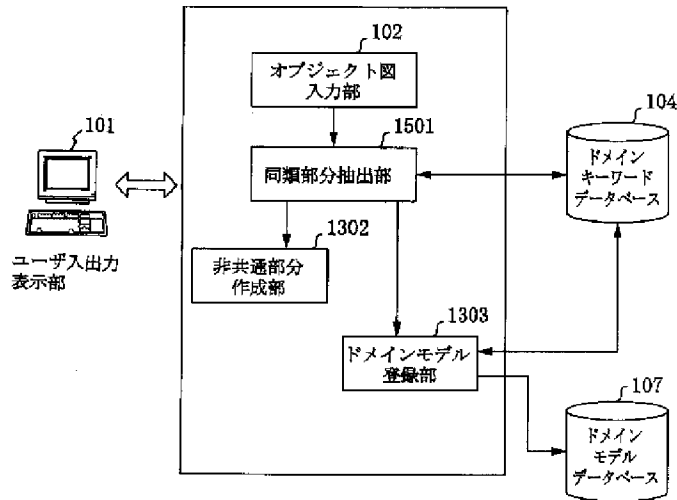 102
オブジェクト図
入力部
101
1501
同類部分抽出部
104
ドメイン
キーワード
データベース
1302
非共通部分
作成部
ユーザ入出力
表示部
1303
ドメインモデル
登録部
107
ドメイン
モデル
データベース